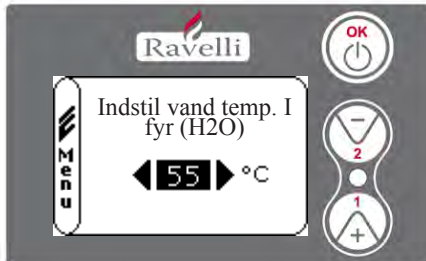 Ravelli
OK
Indstil vand temp. I
fyr (H2O)
Menu
55 °C
2
1
+